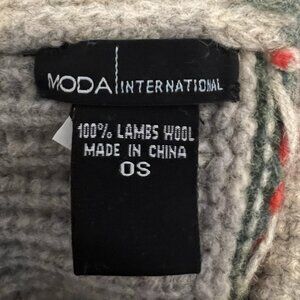 MODA INTERNATIONAL
100% LAMBS WOOL
MADE IN CHINA
OS